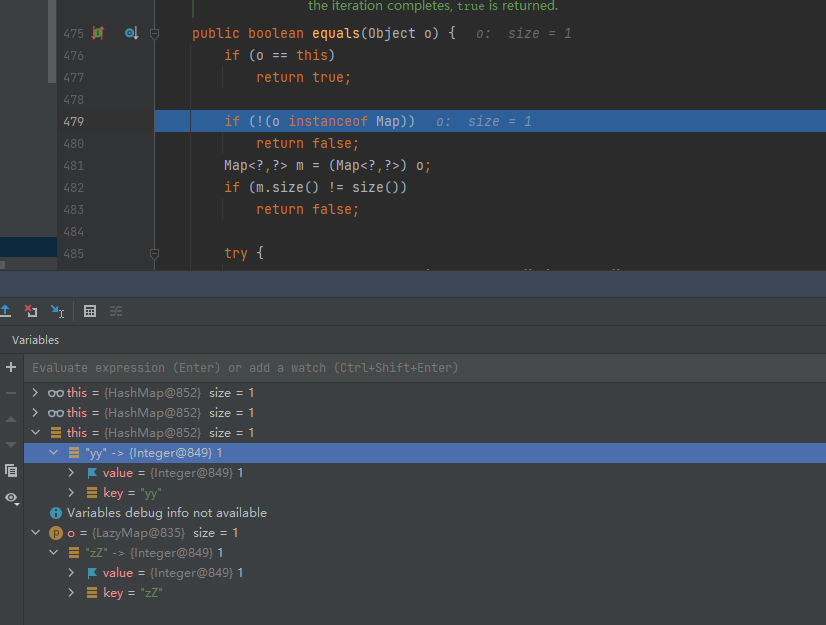 the iteration completes, true is returned.
475 public boolean equals(Object o) { o: size = 1
476 if (o == this)
477 return true;
478
479 if (!(o instanceof Map)) o: size = 1
480 return false;
481 Map<?,?> m = (Map<?,?>) o;
482 if (m.size() != size())
483 return false;
484
485 try {
Variables
Evaluate expression (Enter) or add a watch (Ctrl+Shift+Enter)
this = {HashMap@852} size = 1
this = {HashMap@852} size = 1
this = {HashMap@852} size = 1
"yy" -> {Integer@849} 1
value = {Integer@849} 1
key = "yy"
Variables debug info not available
o = {LazyMap@835} size = 1
"zZ" -> {Integer@849} 1
value = {Integer@849} 1
key = "zZ"